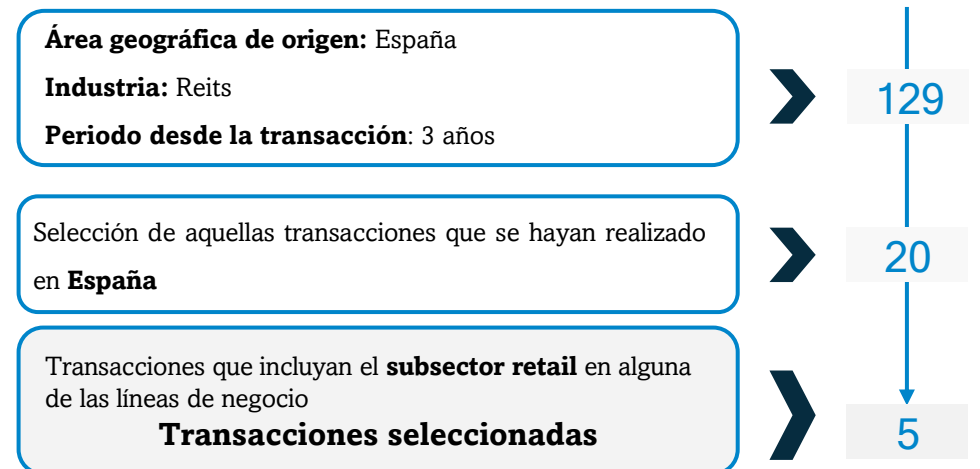 Área geográfica de origen: España
Industria: Reits
Periodo desde la transacción: 3 años
129
Selección de aquellas transacciones que se hayan realizado
en España
20
Transacciones que incluyan el subsector retail en alguna
de las líneas de negocio
Transacciones seleccionadas
5